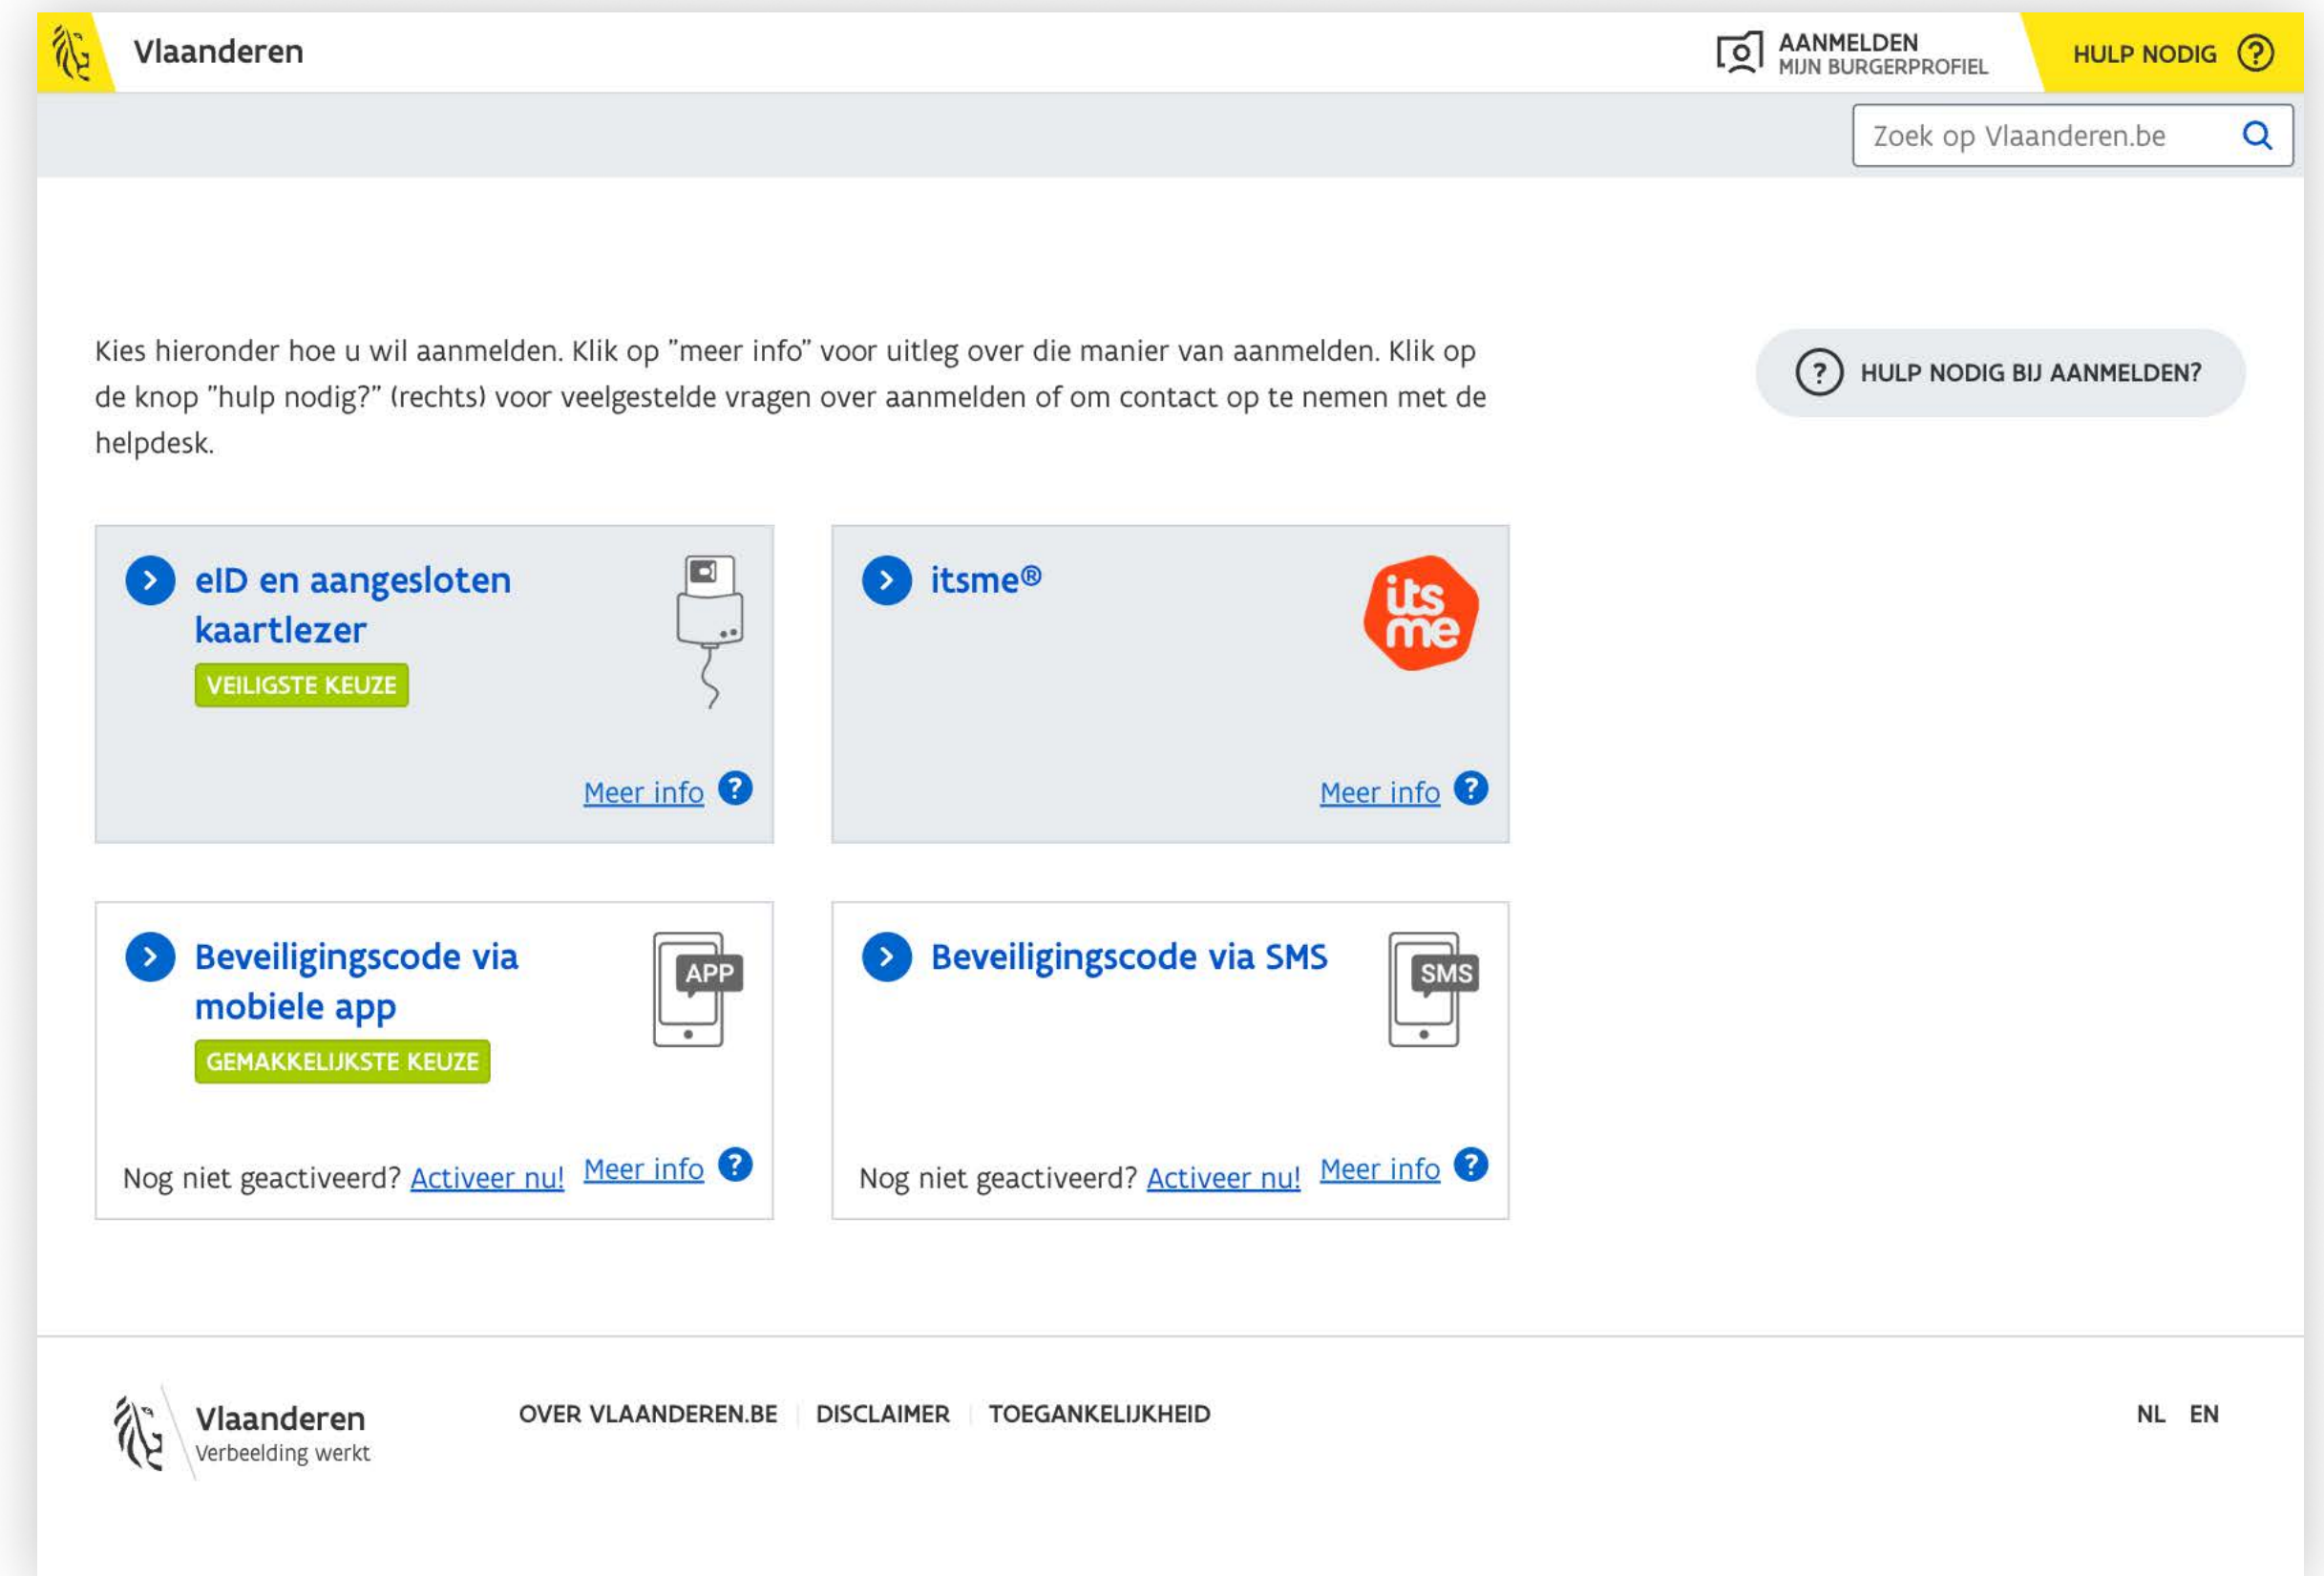 Vlaanderen
AANMELDEN
MIJN BURGERPROFIEL
HULP NODIG
Zoek op Vlaanderen.be
Kies hieronder hoe u wil aanmelden. Klik op "meer info" voor uitleg over die manier van aanmelden. Klik op
de knop "hulp nodig?" (rechts) voor veelgestelde vragen over aanmelden of om contact op te nemen met de
helpdesk.
? HULP NODIG BIJ AANMELDEN?
eID en aangesloten
kaartlezer
VEILIGSTE KEUZE
Meer info ?
itsme®
its
me
Meer info ?
Beveiligingscode via
mobiele app
APP
GEMAKKELIJKSTE KEUZE
Nog niet geactiveerd? Activeer nu! Meer info ?
Beveiligingscode via SMS
SMS
Nog niet geactiveerd? Activeer nu! Meer info ?
Vlaanderen
Verbeelding werkt
OVER VLAANDEREN.BE DISCLAIMER TOEGANKELIJKHEID
NL EN